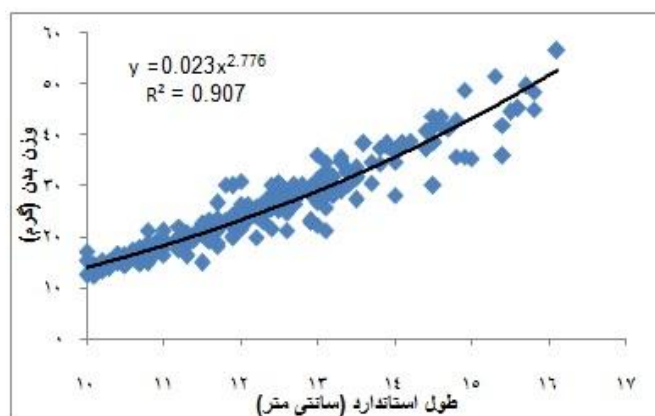 y =0.023x^2.776
R² = 0.907
وزن بدن (گرم)
۶۰
۵۰
۴۰
۳۰
۲۰
۱۰
۰
۱۰ ۱۱ ۱۲ ۱۳ ۱۴ ۱۵ ۱۶ ۱۷
طول استاندارد (سانتی متر)